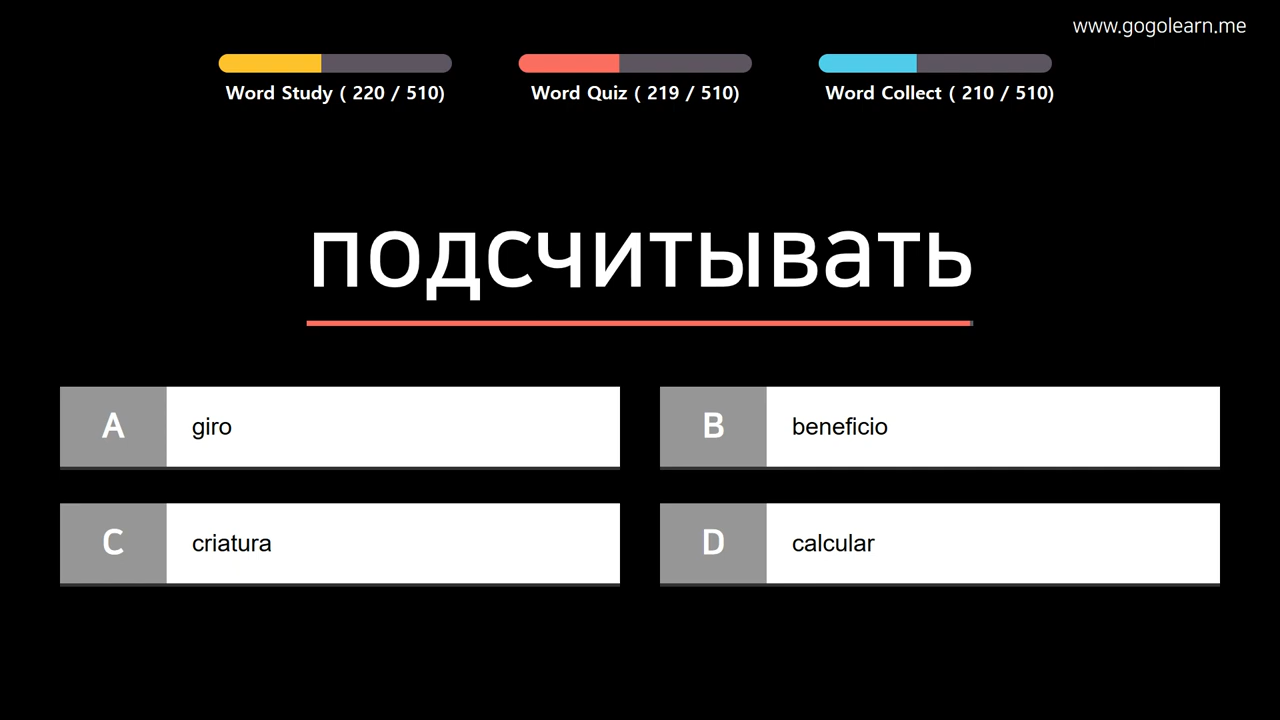 www.gogolearn.me
Word Study ( 220 / 510)
Word Quiz ( 219 / 510)
Word Collect ( 210 / 510)
подсчитывать
A giro
B beneficio
C criatura
D calcular